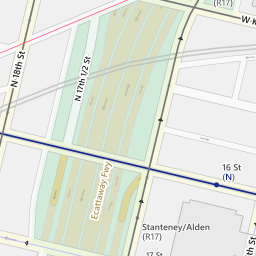 (R17)
W K
N 18th St
N 17th 1/2 St
16 St
(N)
Ecattaway Fwy
Stanteney/Alden
(R17)
17 St